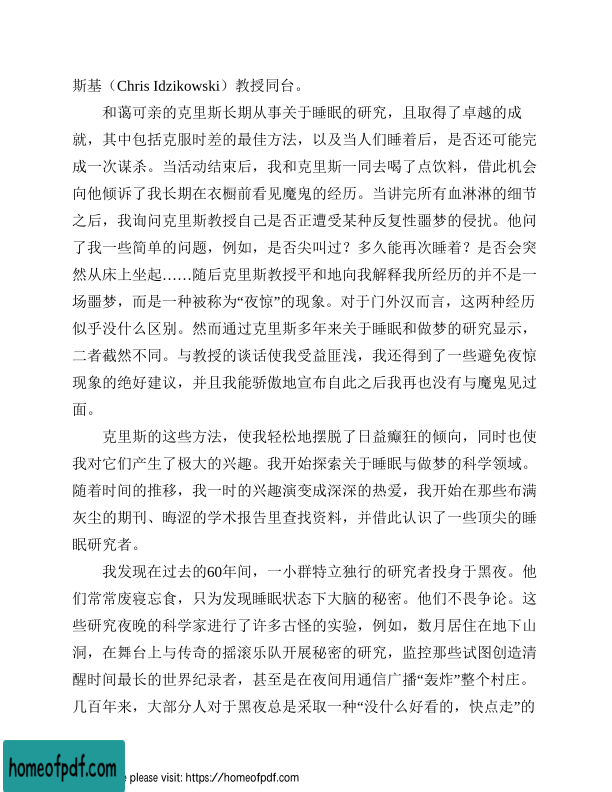 斯基（Chris Idzikowski）教授同台。
和蔼可亲的克里斯长期从事关于睡眠的研究，且取得了卓越的成
就，其中包括克服时差的最佳方法，以及当人们睡着后，是否还可能完
成一次谋杀。当活动结束后，我和克里斯一同去喝了点饮料，借此机会
向他倾诉了我长期在衣橱前看见魔鬼的经历。当讲完所有血淋淋的细节
之后，我询问克里斯教授自己是否正遭受某种反复性噩梦的侵扰。他问
了我一些简单的问题，例如，是否尖叫过？多久能再次睡着？是否会突
然从床上坐起……随后克里斯教授平和地向我解释我所经历的并不是一
场噩梦，而是一种被称为“夜惊”的现象。对于门外汉而言，这两种经历
似乎没什么区别。然而通过克里斯多年来关于睡眠和做梦的研究显示，
二者截然不同。与教授的谈话使我受益匪浅，我还得到了一些避免夜惊
现象的绝好建议，并且我能骄傲地宣布自此之后我再也没有与魔鬼见过
面。
克里斯的这些方法，使我轻松地摆脱了日益癫狂的倾向，同时也使
我对它们产生了极大的兴趣。我开始探索关于睡眠与做梦的科学领域。
随着时间的推移，我一时的兴趣演变成深深的热爱，我开始在那些布满
灰尘的期刊、晦涩的学术报告里查找资料，并借此认识了一些顶尖的睡
眠研究者。
我发现在过去的60年间，一小群特立独行的研究者投身于黑夜。他
们常常废寝忘食，只为发现睡眠状态下大脑的秘密。他们不畏争论。这
些研究夜晚的科学家进行了许多古怪的实验，例如，数月居住在地下山
洞，在舞台上与传奇的摇滚乐队开展秘密的研究，监控那些试图创造清
醒时间最长的世界纪录者，甚至是在夜间用通信广播“轰炸”整个村庄。
几百年来，大部分人对于黑夜总是采取一种“没什么好看的，快点走”的
homeofpdf.com
e please visit: https://homeofpdf.com